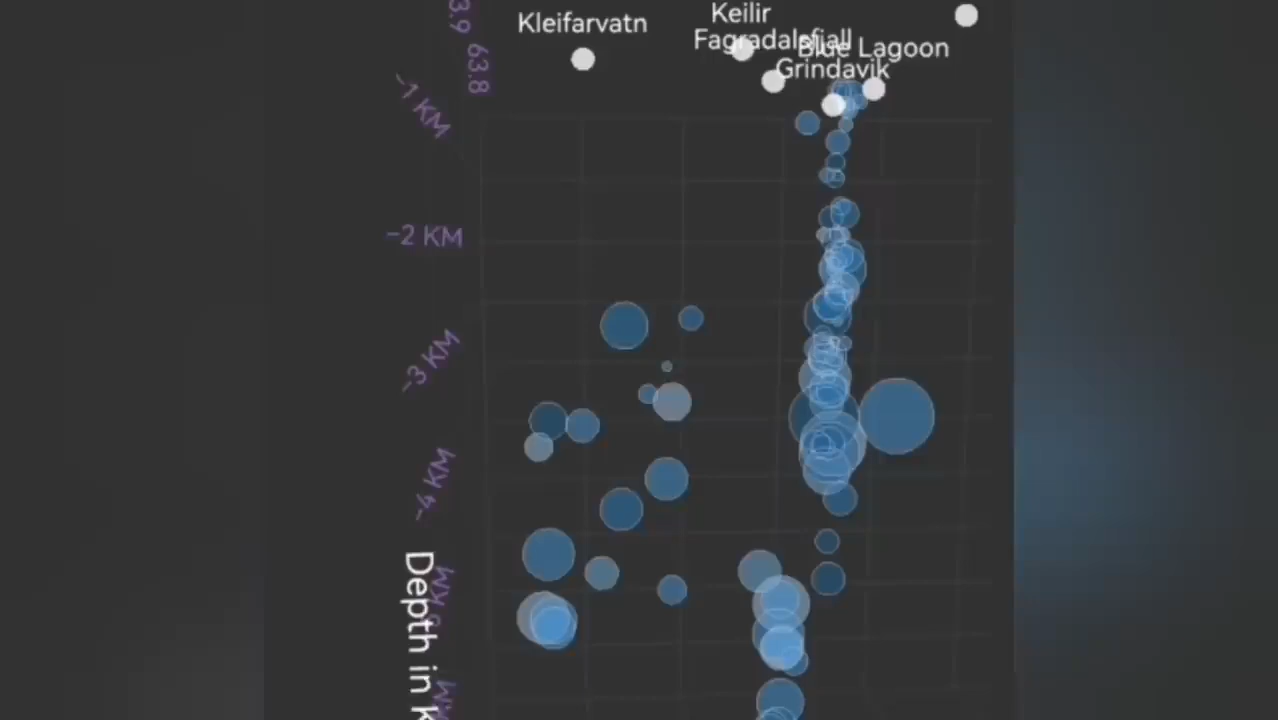 3.9
63.8
Kleifarvatn
Keilir
Fagradalsfjall
Blue Lagoon
Grindavik
-1 KM
-2 KM
-3 KM
-4 KM
KM
Depth in K